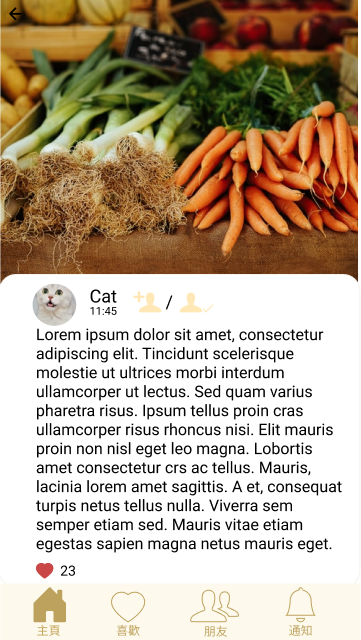 Cat
11:45
/
Lorem ipsum dolor sit amet, consectetur
adipiscing elit. Tincidunt scelerisque
molestie ut ultrices morbi interdum
ullamcorper ut lectus. Sed quam varius
pharetra risus. Ipsum tellus proin cras
ullamcorper risus rhoncus nisi. Elit mauris
proin non nisl eget leo magna. Lobortis
amet consectetur crs ac tellus. Mauris,
lacinia lorem amet sagittis. A et, consequat
turpis netus tellus nulla. Viverra sem
semper etiam sed. Mauris vitae etiam
egestas sapien magna netus mauris eget.
23
主頁 喜歡 朋友 通知